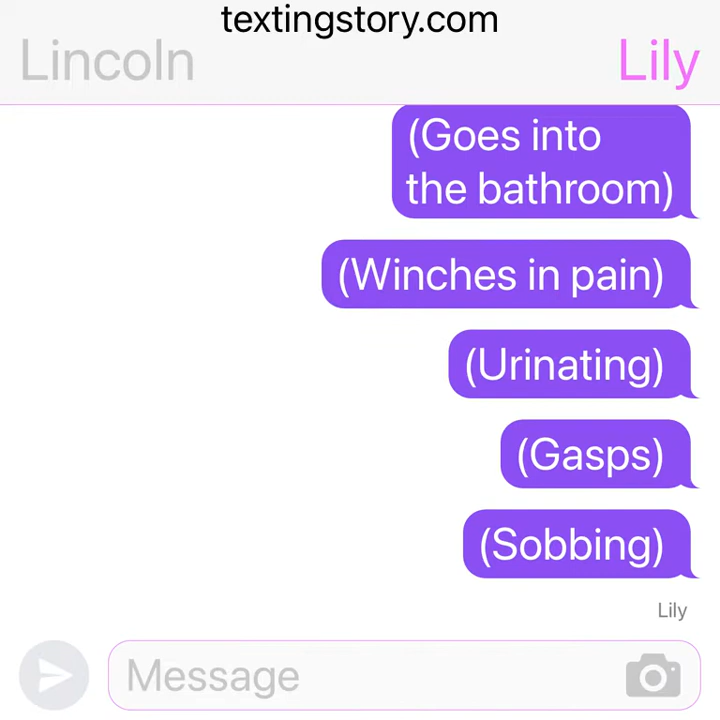 textingstory.com
Lincoln
Lily
(Goes into
the bathroom)
(Winches in pain)
(Urinating)
(Gasps)
(Sobbing)
Lily
Message